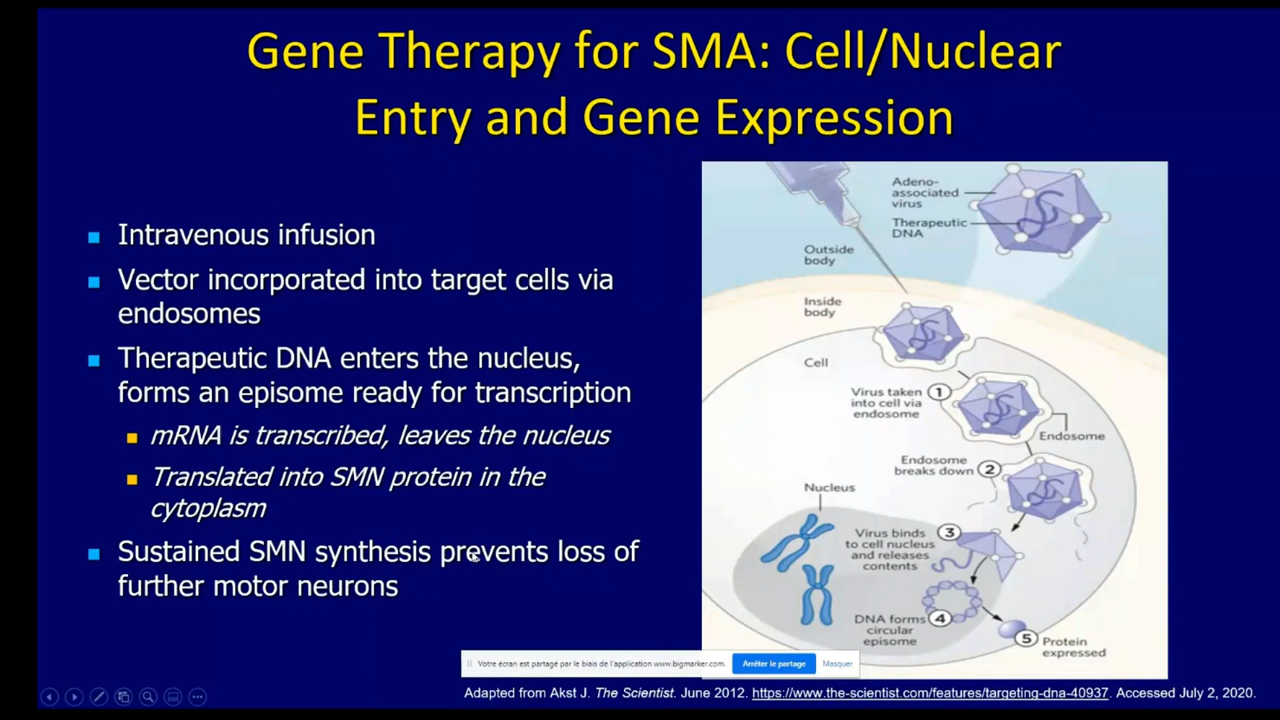 Gene Therapy for SMA: Cell/Nuclear
Entry and Gene Expression
Intravenous infusion
Vector incorporated into target cells via
endosomes
Therapeutic DNA enters the nucleus,
forms an episome ready for transcription
mRNA is transcribed, leaves the nucleus
Translated into SMN protein in the
cytoplasm
Sustained SMN synthesis prevents loss of
further motor neurons
Adeno-
associated
virus
Therapeutic
DNA
Outside
body
Inside
body
Cell
Virus taken
into cell via
endosome
1
Endosome
Endosome
breaks down
2
Nucleus
Virus binds
to cell nucleus
and releases
contents
3
DNA forms
circular
episome
4
5
Protein
expressed
Votre écran est partagé par le biais de l'application www.bigmarker.com.
Arrêter le partage
Masquer
Adapted from Akst J. The Scientist. June 2012. https://www.the-scientist.com/features/targeting-dna-40937. Accessed July 2, 2020.